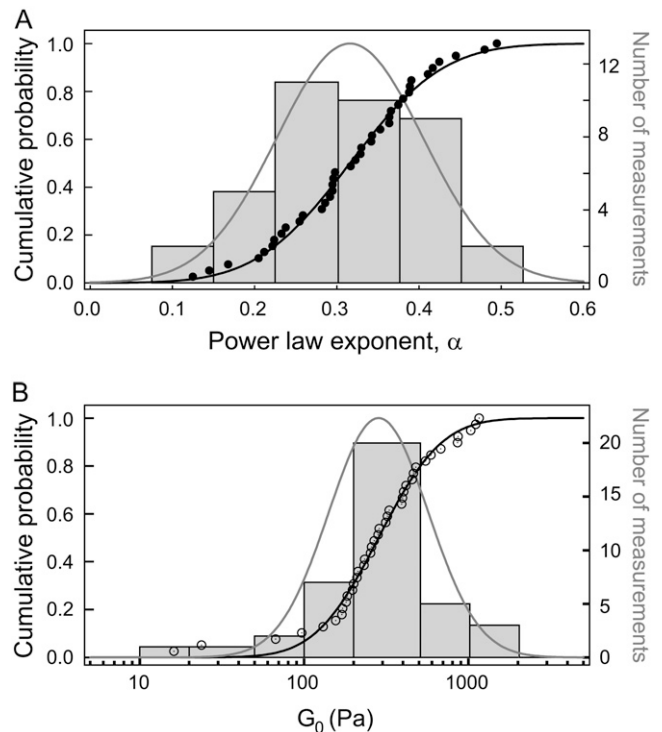 A
Cumulative probability
1.0
0.8
0.6
0.4
0.2
0.0
12
8
4
0
Number of measurements
0.0 0.1 0.2 0.3 0.4 0.5 0.6
Power law exponent, α
B
Cumulative probability
1.0
0.8
0.6
0.4
0.2
0.0
20
15
10
5
0
Number of measurements
10 100 1000
G₀ (Pa)